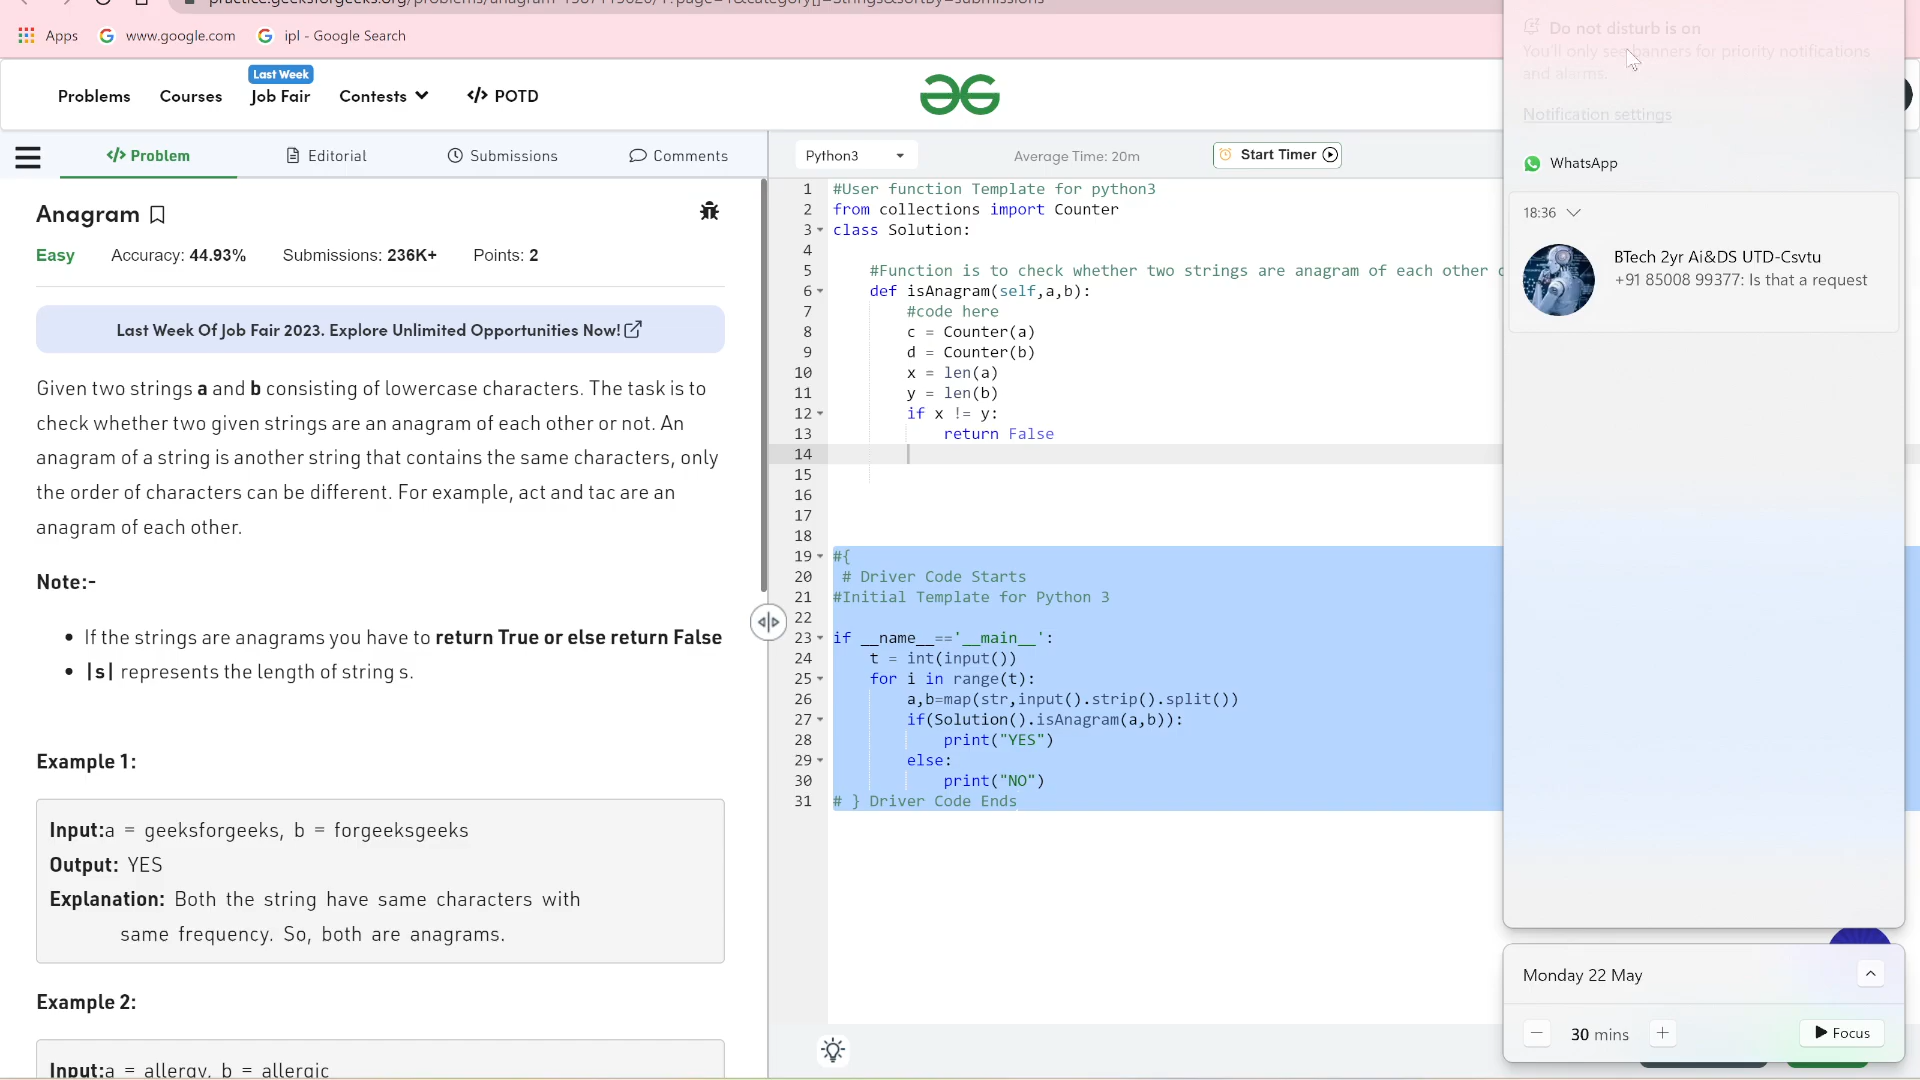 Apps
www.google.com
ipl - Google Search
Problems
Courses
Last Week
Job Fair
Contests
</> POTD
</> Problem
Editorial
Submissions
Comments
Anagram
Easy
Accuracy: 44.93%
Submissions: 236K+
Points: 2
Last Week Of Job Fair 2023. Explore Unlimited Opportunities Now!
Given two strings a and b consisting of lowercase characters. The task is to
check whether two given strings are an anagram of each other or not. An
anagram of a string is another string that contains the same characters, only
the order of characters can be different. For example, act and tac are an
anagram of each other.
Note:-
• If the strings are anagrams you have to return True or else return False
• |s| represents the length of string s.
Example 1:
Input:a = geeksforgeeks, b = forgeeksgeeks
Output: YES
Explanation: Both the string have same characters with
same frequency. So, both are anagrams.
Example 2:
Input:a = allergy, b = allergic
Python3
Average Time: 20m
Start Timer
1 #User function Template for python3
2 from collections import Counter
3 class Solution:
4
5 #Function is to check whether two strings are anagram of each other
6 def isAnagram(self,a,b):
7 #code here
8 c = Counter(a)
9 d = Counter(b)
10 x = len(a)
11 y = len(b)
12 if x != y:
13 return False
14
15
16
17
18
19 #{
20 # Driver Code Starts
21 #Initial Template for Python 3
22
23 if __name__=='__main__':
24 t = int(input())
25 for i in range(t):
26 a,b=map(str,input().strip().split())
27 if(Solution().isAnagram(a,b)):
28 print("YES")
29 else:
30 print("NO")
31 # } Driver Code Ends
Do not disturb is on
You'll only see banners for priority notifications
and alarms.
Notification settings
WhatsApp
18:36
BTech 2yr Ai&DS UTD-Csvtu
+91 85008 99377: Is that a request
Monday 22 May
30 mins
Focus